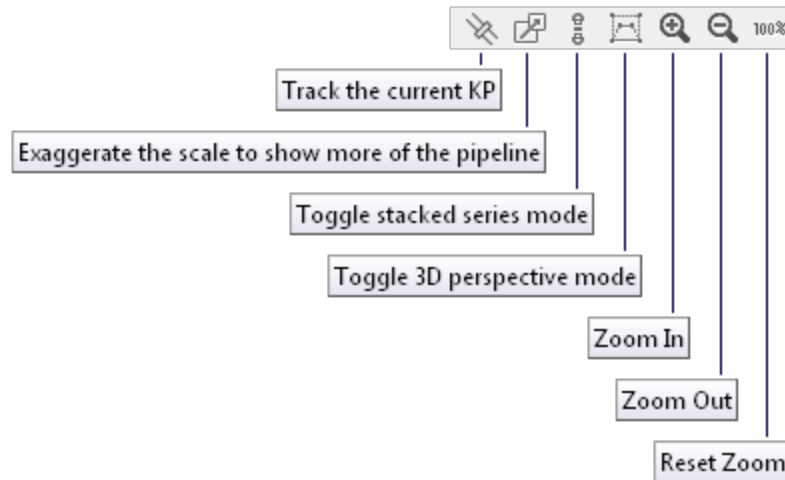 100%
Track the current KP
Exaggerate the scale to show more of the pipeline
Toggle stacked series mode
Toggle 3D perspective mode
Zoom In
Zoom Out
Reset Zoom